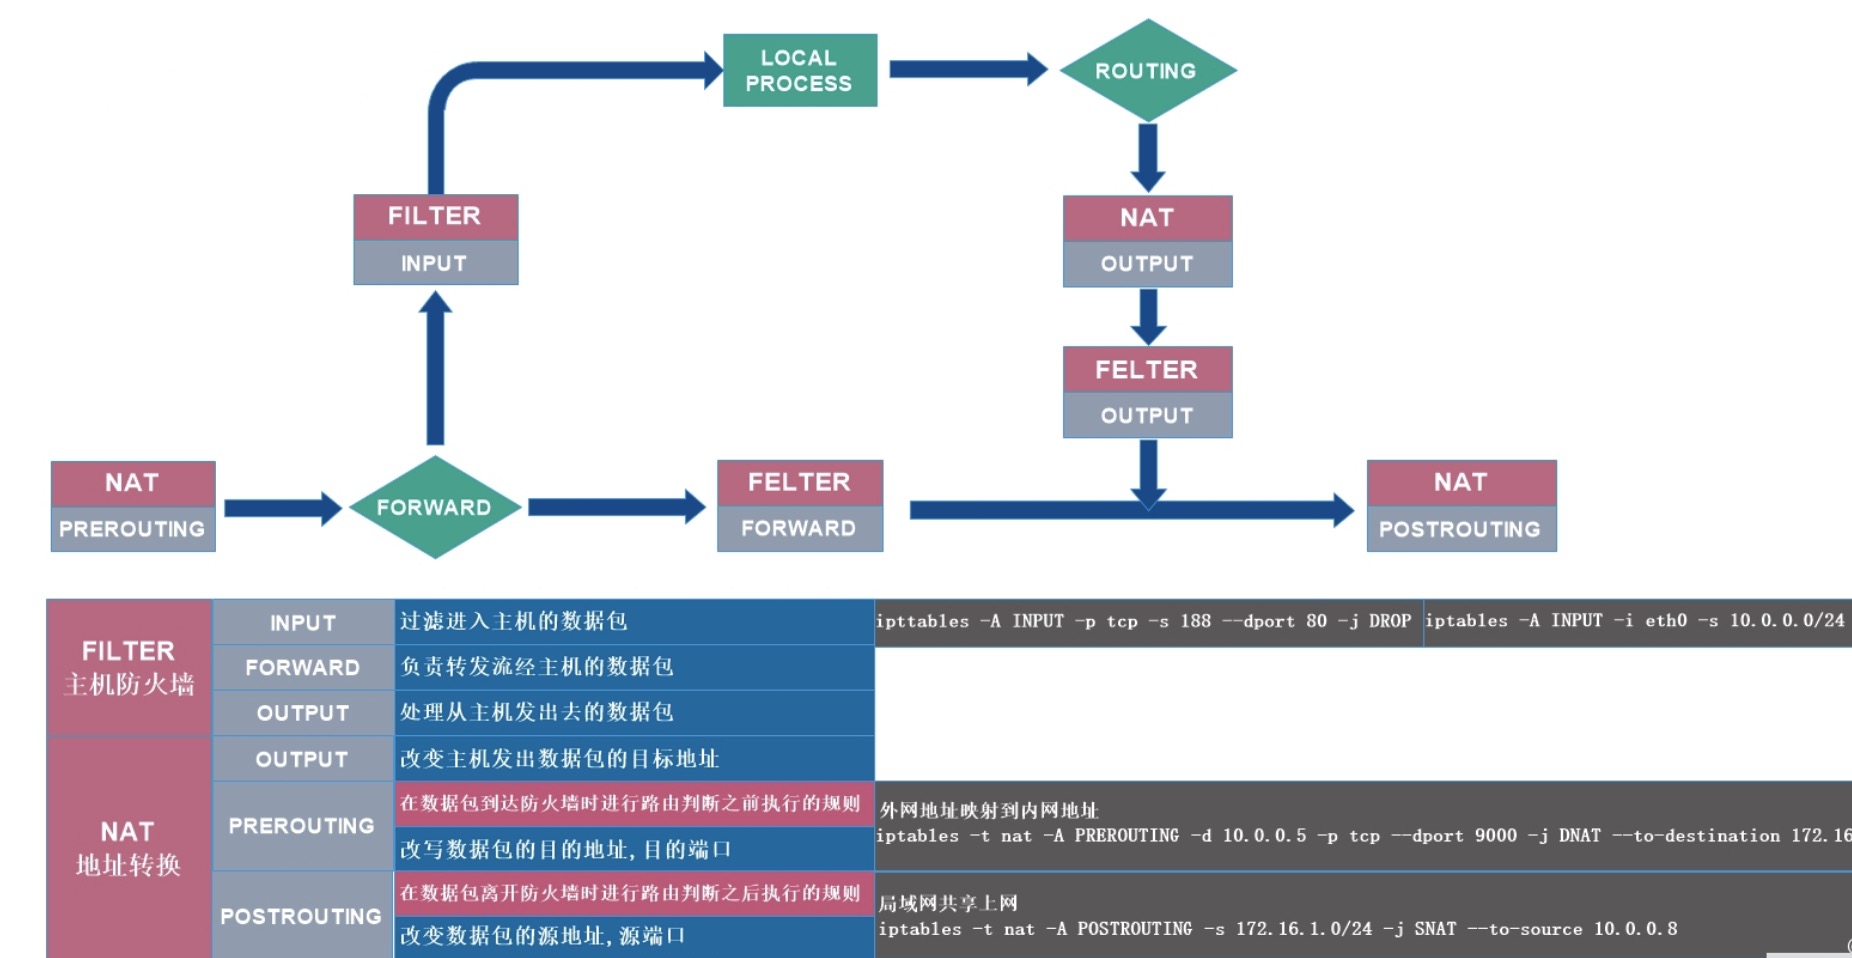 LOCAL
PROCESS
ROUTING
FILTER
INPUT
NAT
OUTPUT
FELTER
OUTPUT
NAT
PREROUTING
FORWARD
FELTER
FORWARD
NAT
POSTROUTING
FILTER
主机防火墙
INPUT
过滤进入主机的数据包
ipttables -A INPUT -p tcp -s 188 --dport 80 -j DROP
iptables -A INPUT -i eth0 -s 10.0.0.0/24
FORWARD
负责转发流经主机的数据包
OUTPUT
处理从主机发出去的数据包
NAT
地址转换
OUTPUT
改变主机发出数据包的目标地址
PREROUTING
在数据包到达防火墙时进行路由判断之前执行的规则
改写数据包的目的地址,目的端口
外网地址映射到内网地址
iptables -t nat -A PREROUTING -d 10.0.0.5 -p tcp --dport 9000 -j DNAT --to-destination 172.16
POSTROUTING
在数据包离开防火墙时进行路由判断之后执行的规则
改变数据包的源地址,源端口
局域网共享上网
iptables -t nat -A POSTROUTING -s 172.16.1.0/24 -j SNAT --to-source 10.0.0.8